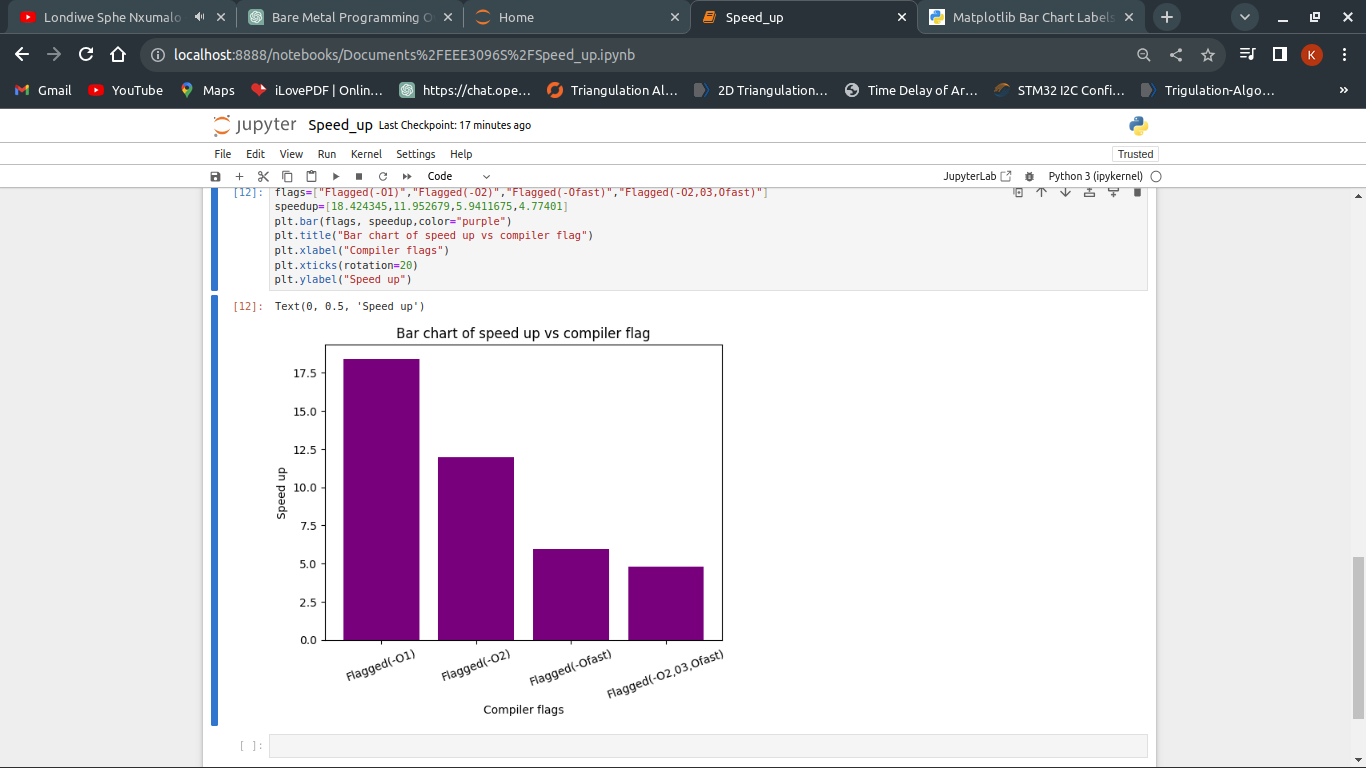 Londiwe Sphe Nxumalo
Bare Metal Programming O
Home
Speed_up
Matplotlib Bar Chart Labels
localhost:8888/notebooks/Documents%2FEEE3096S%2FSpeed_up.ipynb
K
Gmail
YouTube
Maps
iLovePDF | Onlin...
https://chat.ope...
Triangulation Al...
2D Triangulation...
Time Delay of Ar...
STM32 I2C Confi...
Trigulation-Algo...
»
jupyter Speed_up Last Checkpoint: 17 minutes ago
File Edit View Run Kernel Settings Help
Trusted
Code
JupyterLab
Python 3 (ipykernel)
[12]: flags=["Flagged(-O1)","Flagged(-O2)","Flagged(-Ofast)","Flagged(-O2,03,Ofast)"]
speedup=[18.424345,11.952679,5.9411675,4.77401]
plt.bar(flags, speedup,color="purple")
plt.title("Bar chart of speed up vs compiler flag")
plt.xlabel("Compiler flags")
plt.xticks(rotation=20)
plt.ylabel("Speed up")
[12]: Text(0, 0.5, 'Speed up')
Bar chart of speed up vs compiler flag
17.5
15.0
12.5
10.0
7.5
5.0
2.5
0.0
Speed up
Flagged(-O1)
Flagged(-O2)
Flagged(-Ofast)
Flagged(-O2,03,Ofast)
Compiler flags
[ ]: